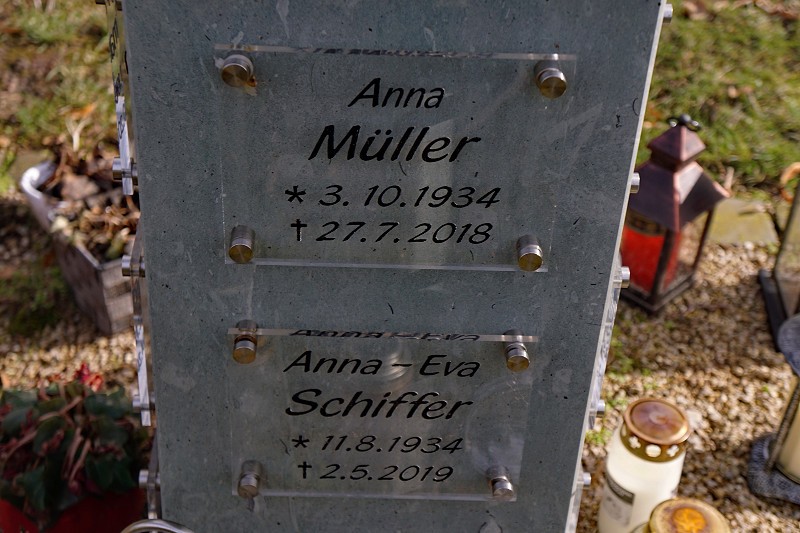 Anna
Müller
* 3.10.1934
† 27.7.2018
Anna - Eva
Schiffer
* 11.8.1934
† 2.5.2019